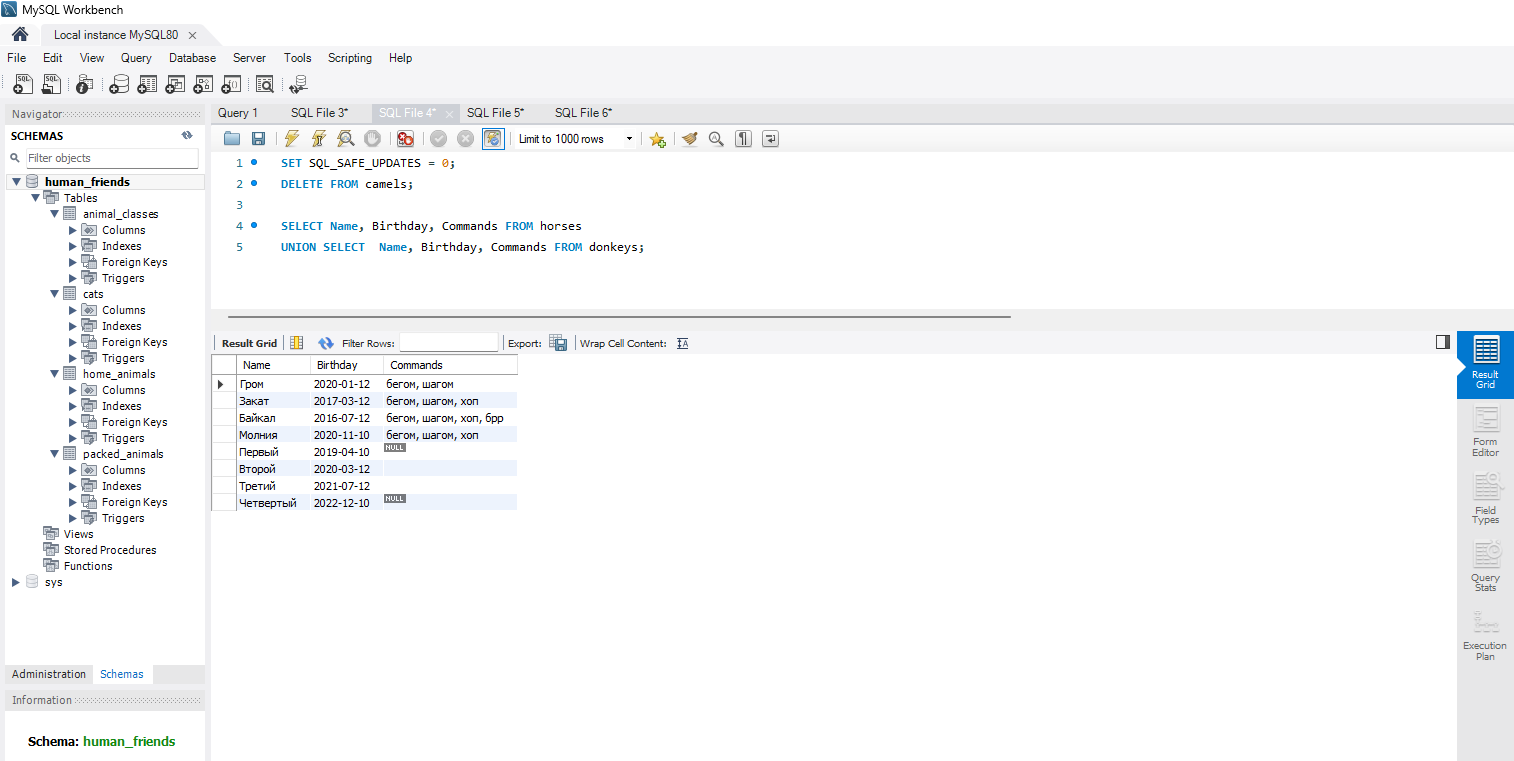 MySQL Workbench
Local instance MySQL80
File Edit View Query Database Server Tools Scripting Help
Navigator
SCHEMAS
Filter objects
human_friends
Tables
animal_classes
Columns
Indexes
Foreign Keys
Triggers
cats
Columns
Indexes
Foreign Keys
Triggers
home_animals
Columns
Indexes
Foreign Keys
Triggers
packed_animals
Columns
Indexes
Foreign Keys
Triggers
Views
Stored Procedures
Functions
sys
Administration Schemas
Information
Schema: human_friends
Query 1 SQL File 3* SQL File 4* SQL File 5* SQL File 6*
Limit to 1000 rows
1 SET SQL_SAFE_UPDATES = 0;
2 DELETE FROM camels;
3
4 SELECT Name, Birthday, Commands FROM horses
5 UNION SELECT Name, Birthday, Commands FROM donkeys;
Result Grid Filter Rows: Export: Wrap Cell Content:
Name Birthday Commands
Гром 2020-01-12 бегом, шагом
Закат 2017-03-12 бегом, шагом, хоп
Байкал 2016-07-12 бегом, шагом, хоп, брр
Молния 2020-11-10 бегом, шагом, хоп
Первый 2019-04-10 NULL
Второй 2020-03-12
Третий 2021-07-12
Четвертый 2022-12-10 NULL
Result
Grid
Form
Editor
Field
Types
Query
Stats
Execution
Plan